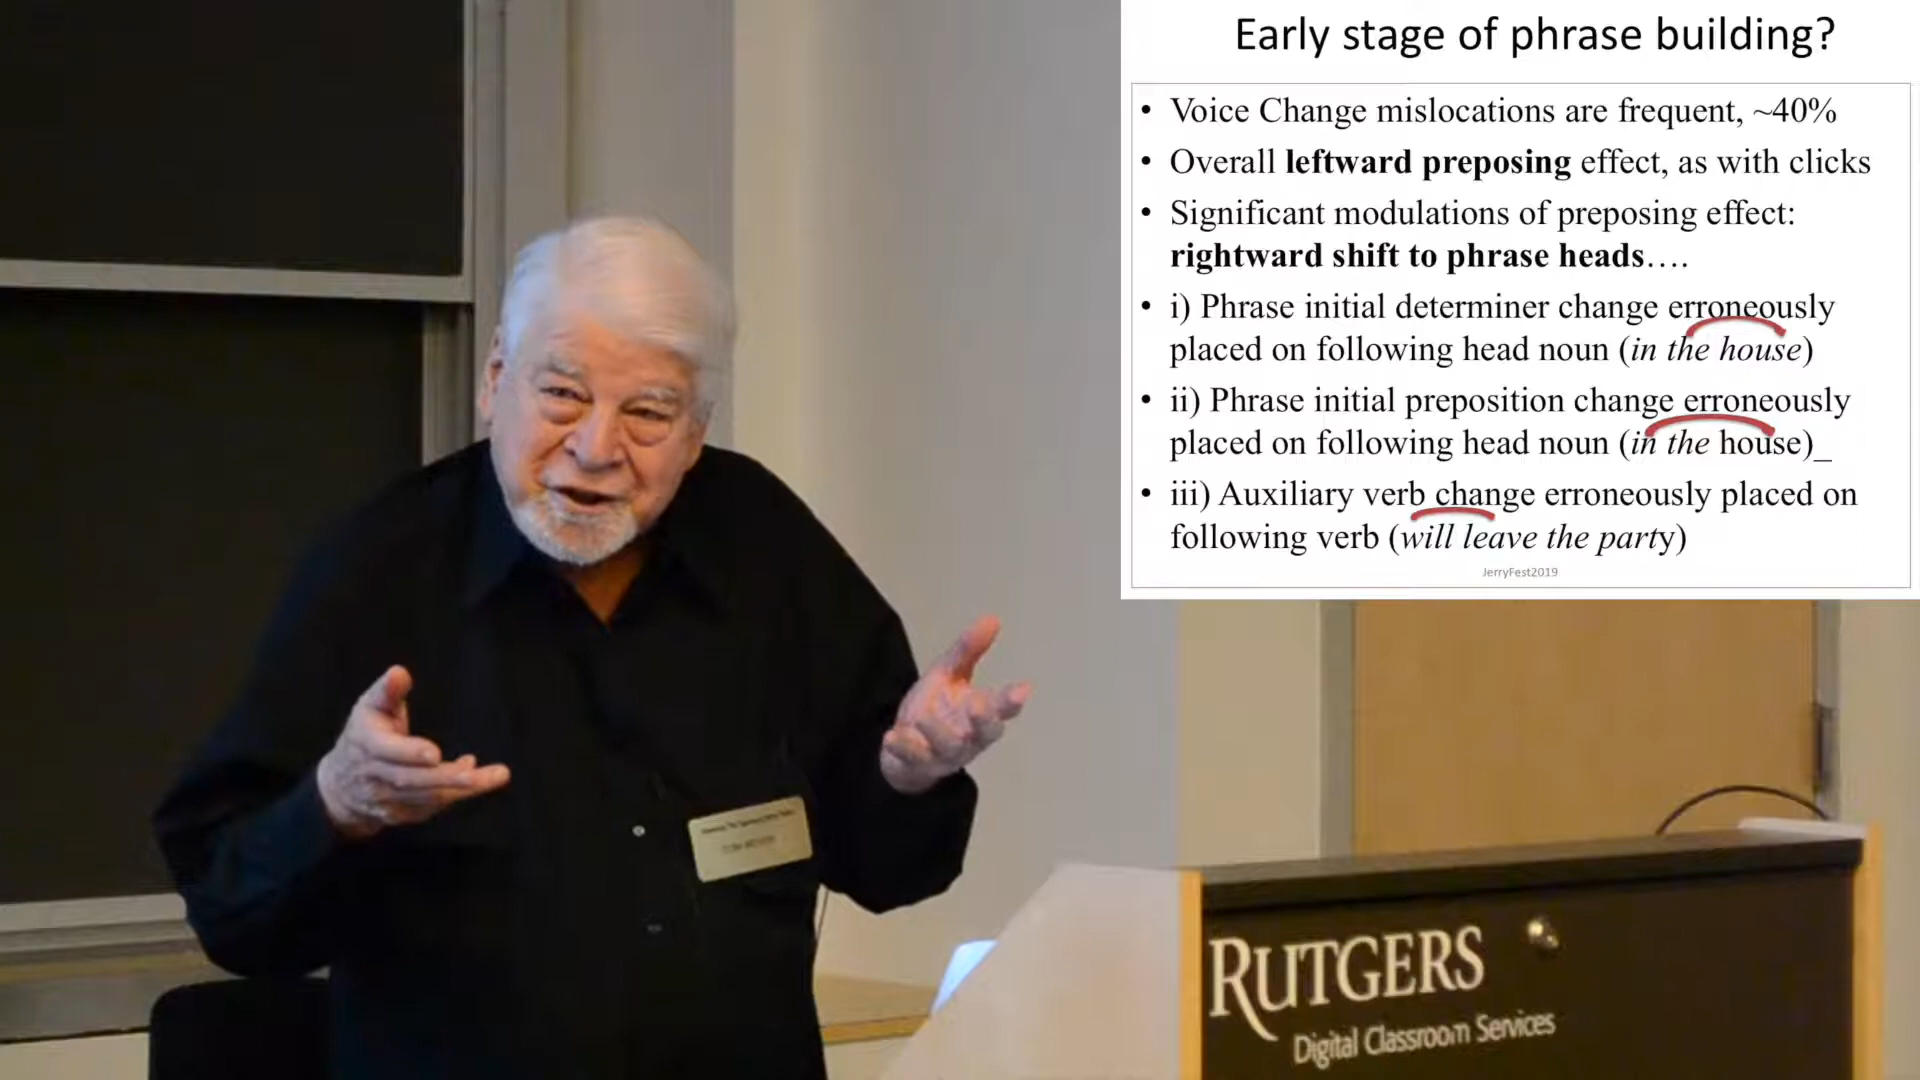 Early stage of phrase building?
• Voice Change mislocations are frequent, ~40%
• Overall leftward preposing effect, as with clicks
• Significant modulations of preposing effect:
rightward shift to phrase heads….
• i) Phrase initial determiner change erroneously
placed on following head noun (in the house)
• ii) Phrase initial preposition change erroneously
placed on following head noun (in the house)_
• iii) Auxiliary verb change erroneously placed on
following verb (will leave the party)
JerryFest2019
RUTGERS
Digital Classroom Services